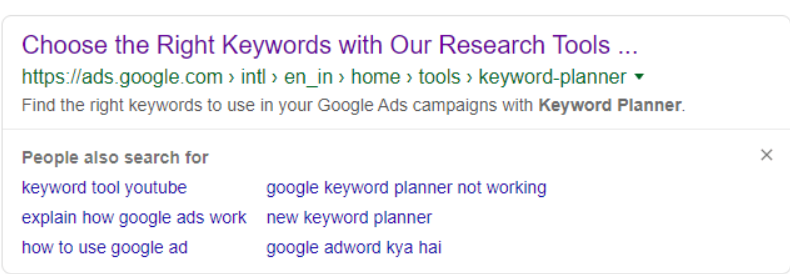 Choose the Right Keywords with Our Research Tools ...
https://ads.google.com › intl › en_in › home › tools › keyword-planner ▾
Find the right keywords to use in your Google Ads campaigns with Keyword Planner.
People also search for ×
keyword tool youtube google keyword planner not working
explain how google ads work new keyword planner
how to use google ad google adword kya hai